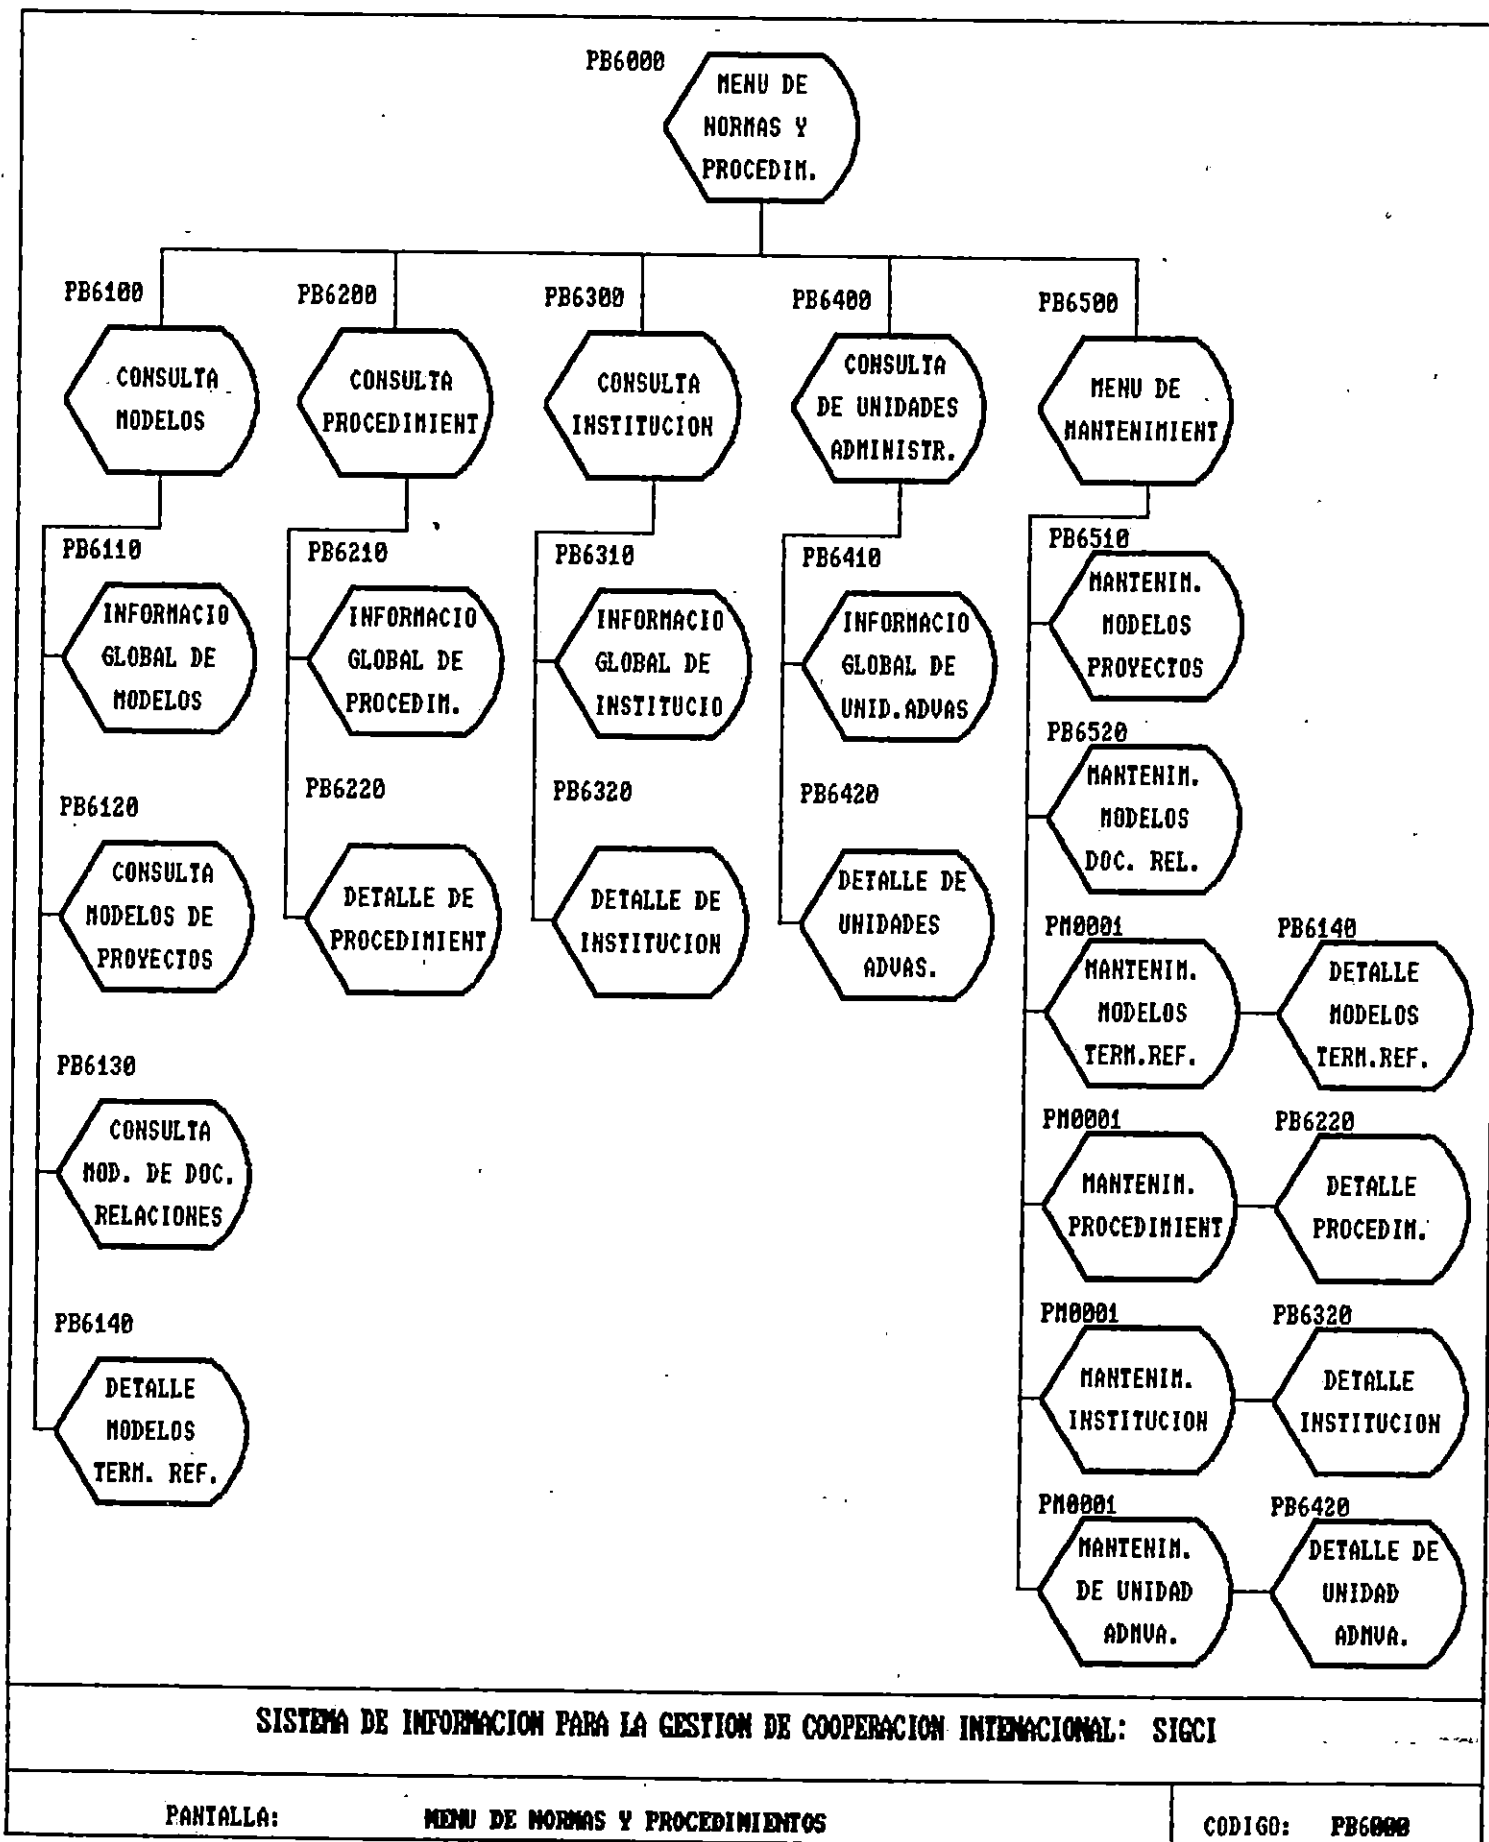 PB6000
MENU DE
NORMAS Y
PROCEDIM.
PB6100
CONSULTA
MODELOS
PB6200
CONSULTA
PROCEDIMIENT
PB6300
CONSULTA
INSTITUCION
PB6400
CONSULTA
DE UNIDADES
ADMINISTR.
PB6500
MENU DE
MANTENIMIENT
PB6110
INFORMACIO
GLOBAL DE
MODELOS
PB6120
CONSULTA
MODELOS DE
PROYECTOS
PB6130
CONSULTA
MOD. DE DOC.
RELACIONES
PB6140
DETALLE
MODELOS
TERM. REF.
PB6210
INFORMACIO
GLOBAL DE
PROCEDIM.
PB6220
DETALLE DE
PROCEDIMIENT
PB6310
INFORMACIO
GLOBAL DE
INSTITUCIO
PB6320
DETALLE DE
INSTITUCION
PB6410
INFORMACIO
GLOBAL DE
UNID.ADVAS
PB6420
DETALLE DE
UNIDADES
ADVAS.
PB6510
MANTENIM.
MODELOS
PROYECTOS
PB6520
MANTENIM.
MODELOS
DOC. REL.
PM0001
MANTENIM.
MODELOS
TERM.REF.
PB6140
DETALLE
MODELOS
TERM.REF.
PM0001
MANTENIM.
PROCEDIMIENT
PB6220
DETALLE
PROCEDIM.
PM0001
MANTENIM.
INSTITUCION
PB6320
DETALLE
INSTITUCION
PM0001
MANTENIM.
DE UNIDAD
ADMVA.
PB6420
DETALLE DE
UNIDAD
ADMVA.
SISTEMA DE INFORMACION PARA LA GESTION DE COOPERACION INTENACIONAL: SIGCI
PANTALLA: MENU DE NORMAS Y PROCEDIMIENTOS
CODIGO: PB6000